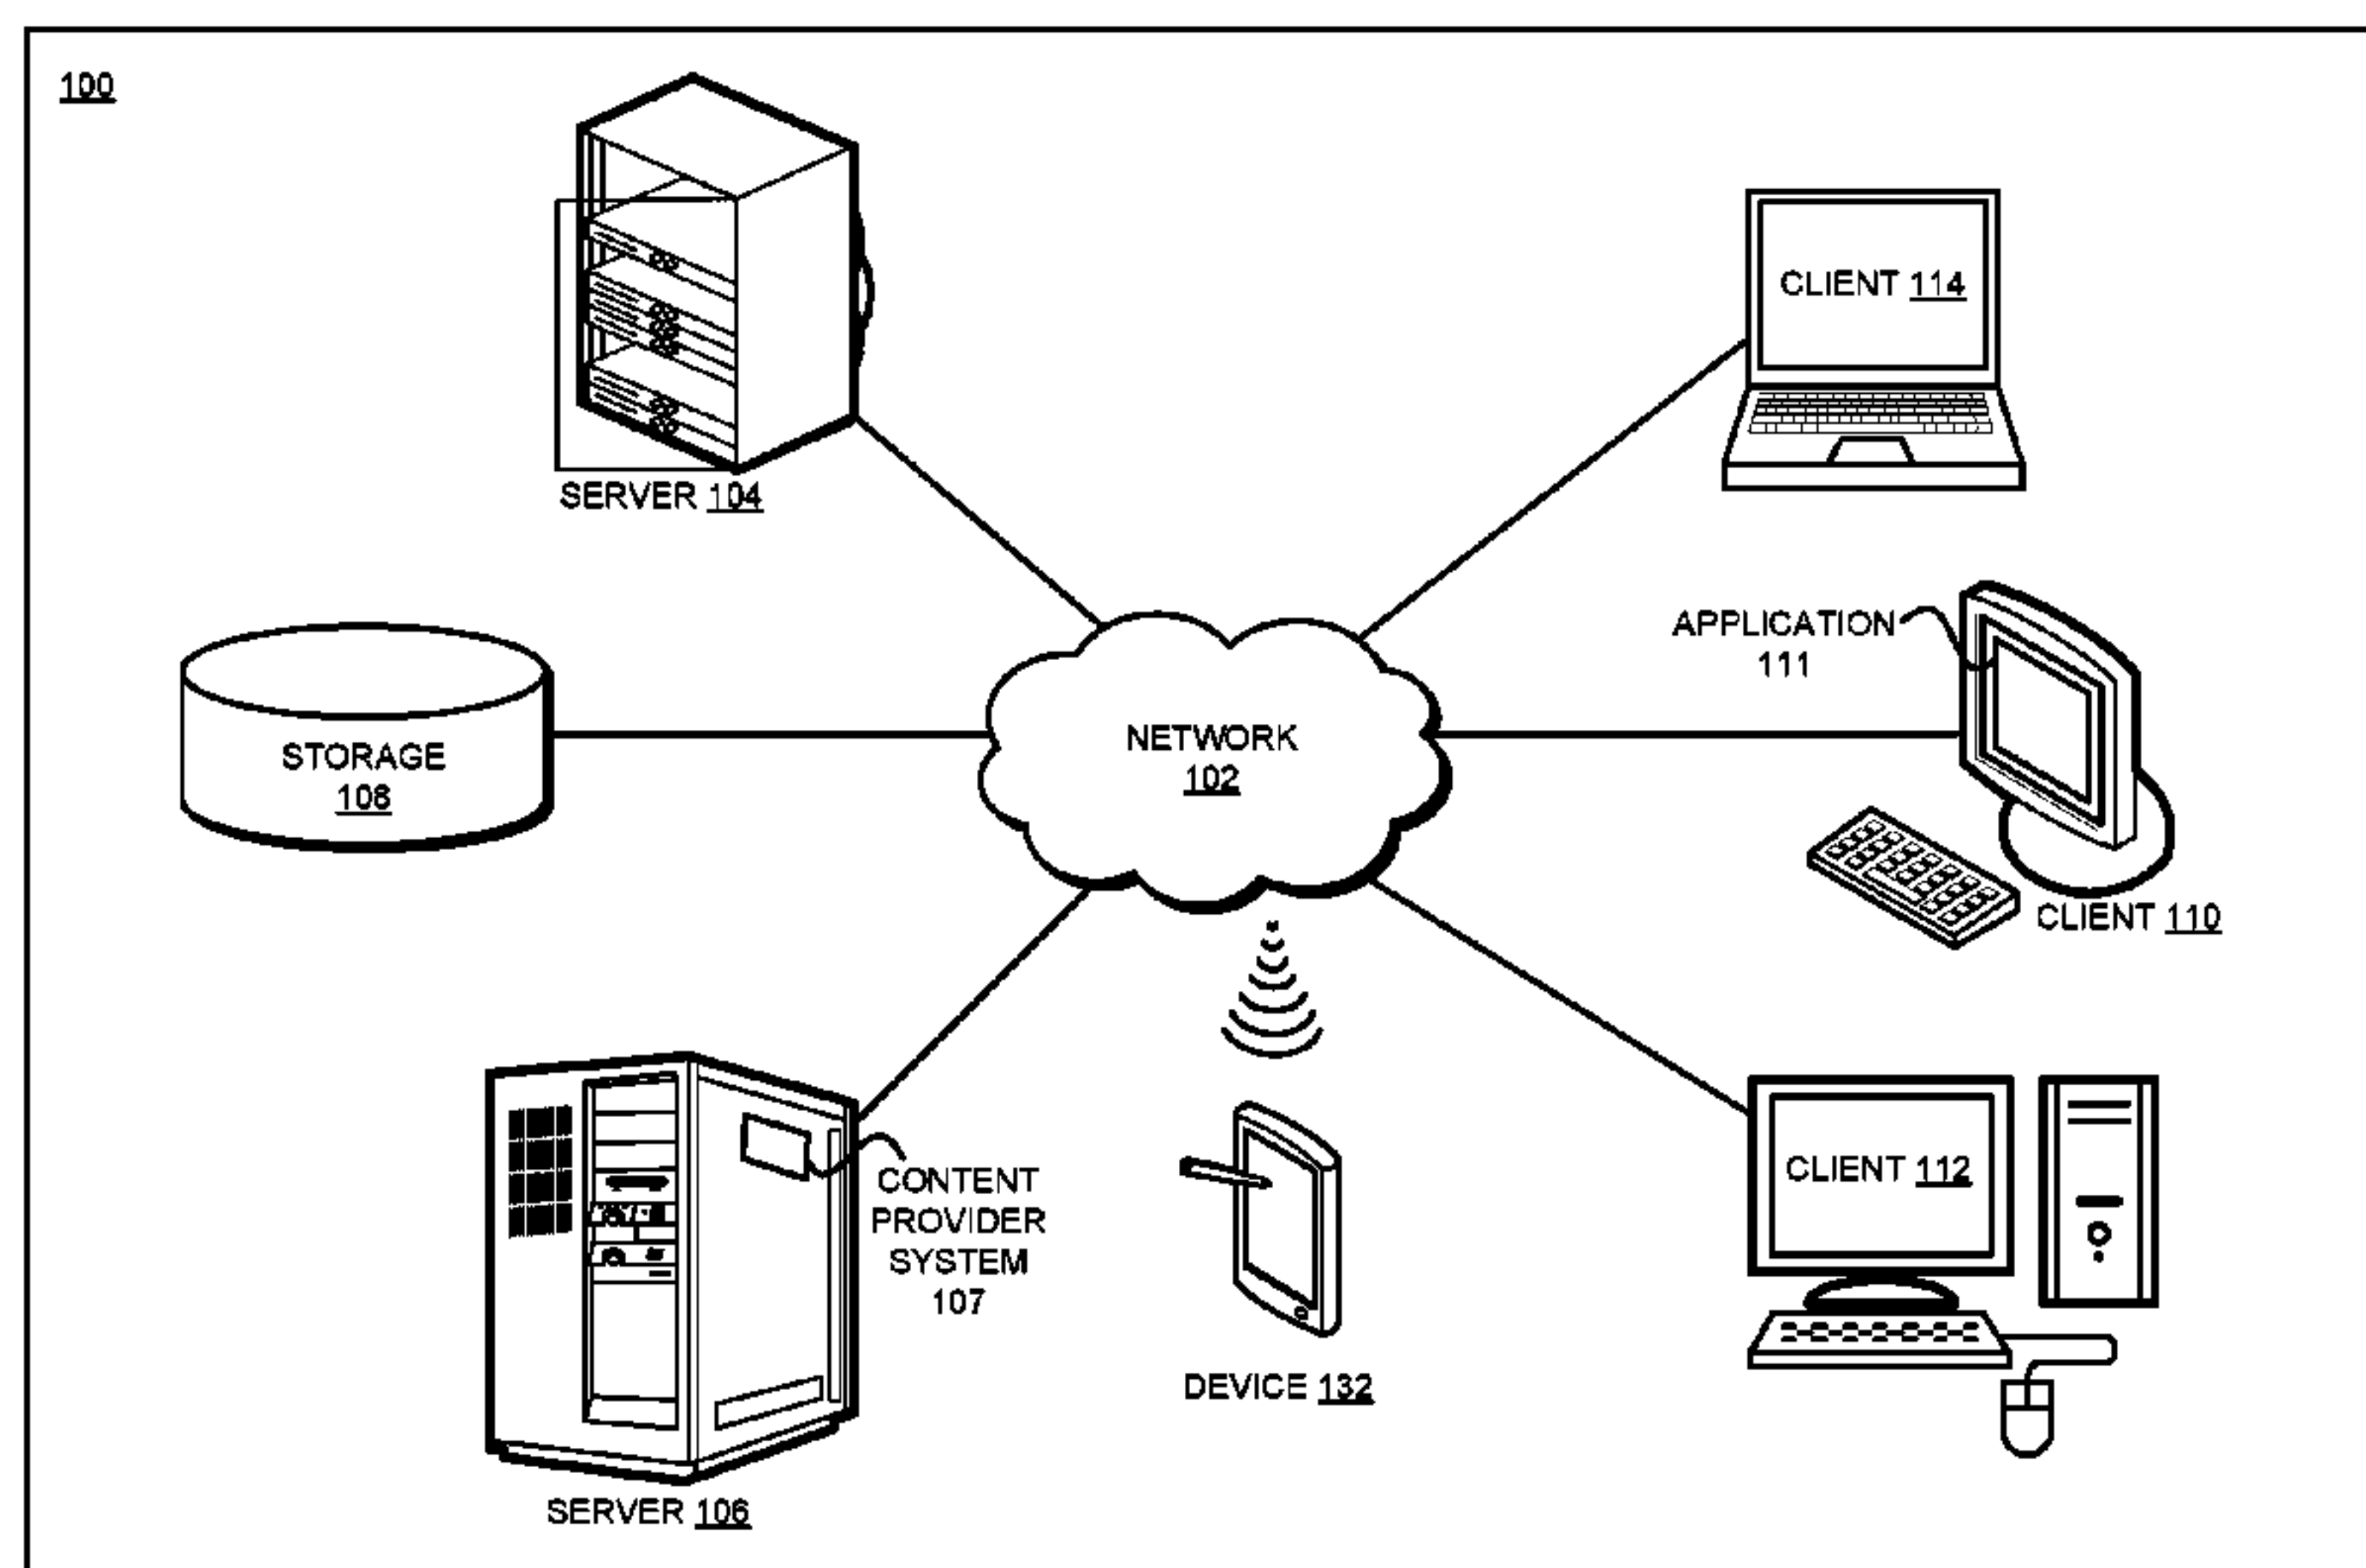 100
SERVER 104
CLIENT 114
APPLICATION
111
STORAGE
108
NETWORK
102
CLIENT 110
CONTENT
PROVIDER
SYSTEM
107
CLIENT 112
DEVICE 132
SERVER 106